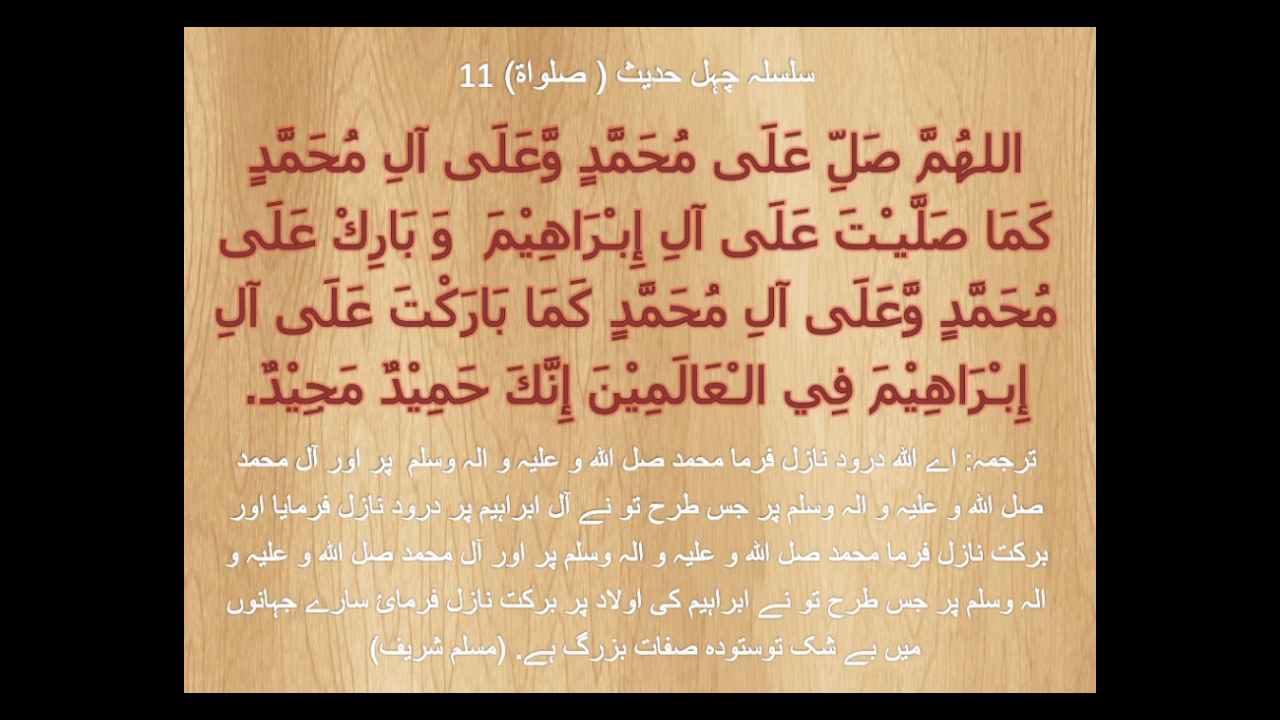 سلسلہ چہل حدیث ( صلواۃ) 11
اللهُمَّ صَلِّ عَلَى مُحَمَّدٍ وَّعَلَى آلِ مُحَمَّدٍ
كَمَا صَلَّيْتَ عَلَى آلِ إِبْرَاهِيْمَ وَ بَارِكْ عَلَى
مُحَمَّدٍ وَّعَلَى آلِ مُحَمَّدٍ كَمَا بَارَكْتَ عَلَى آلِ
إِبْرَاهِيْمَ فِي الْعَالَمِيْنَ إِنَّكَ حَمِيْدٌ مَجِيْدٌ.
ترجمہ: اے اللہ درود نازل فرما محمد صل اللہ و علیہ و الہ وسلم پر اور آل محمد
صل اللہ و علیہ و الہ وسلم پر جس طرح تو نے آل ابراہیم پر درود نازل فرمایا اور
برکت نازل فرما محمد صل اللہ و علیہ و الہ وسلم پر اور آل محمد صل اللہ و علیہ و
الہ وسلم پر جس طرح تو نے ابراہیم کی اولاد پر برکت نازل فرمائ سارے جہانوں
میں بے شک توستودہ صفات بزرگ ہے. (مسلم شریف)